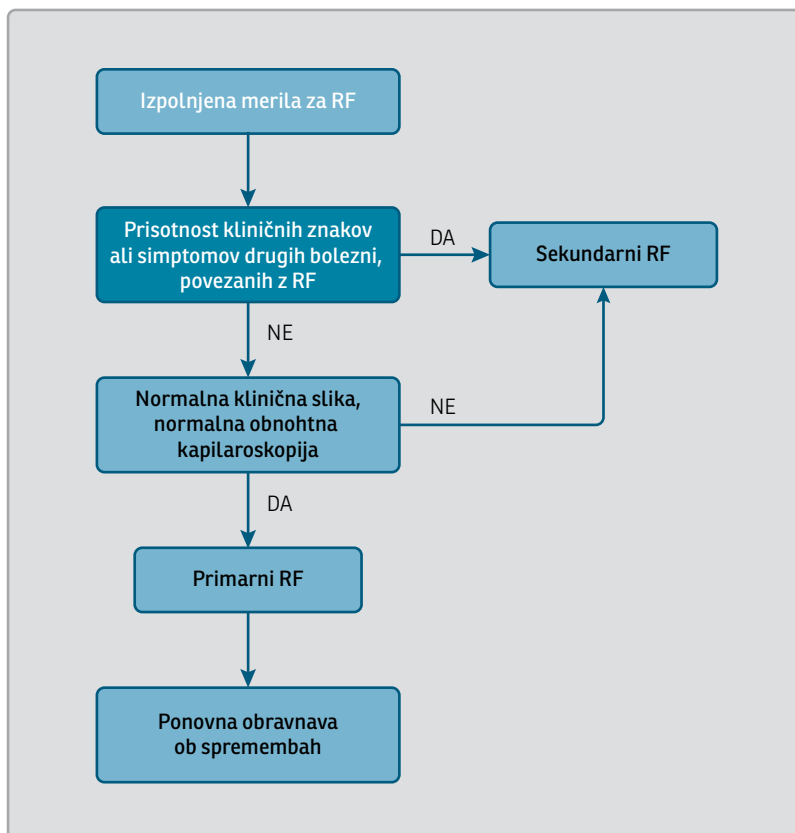 Izpolnjena merila za RF
Prisotnost kliničnih znakov
ali simptomov drugih bolezni,
povezanih z RF
DA
Sekundarni RF
NE
Normalna klinična slika,
normalna obnohtna
kapilaroskopija
NE
DA
Primarni RF
Ponovna obravnava
ob spremembah